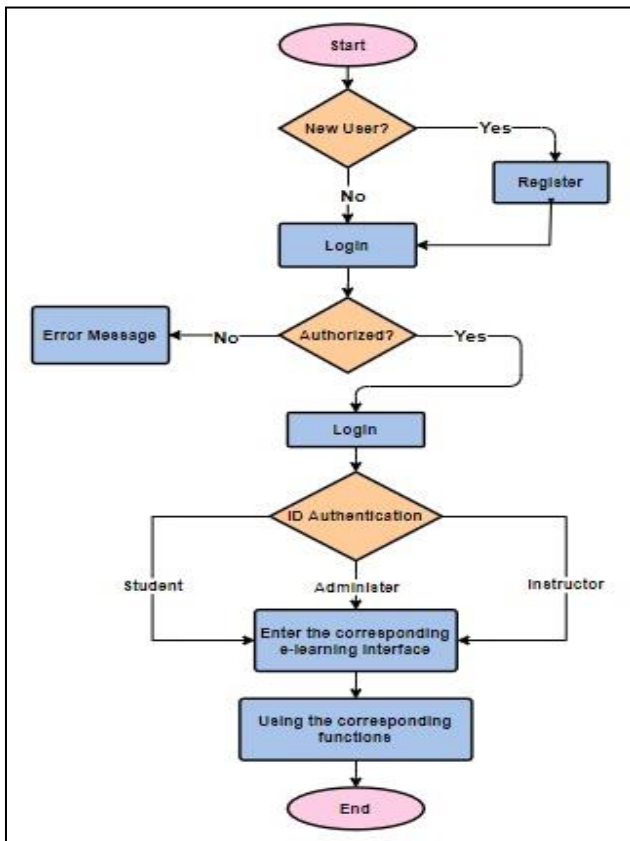 Start
New User?
Yes
Register
No
Login
Authorized?
No
Error Message
Yes
Login
ID Authentication
Student
Administer
Instructor
Enter the corresponding
e-learning interface
Using the corresponding
functions
End